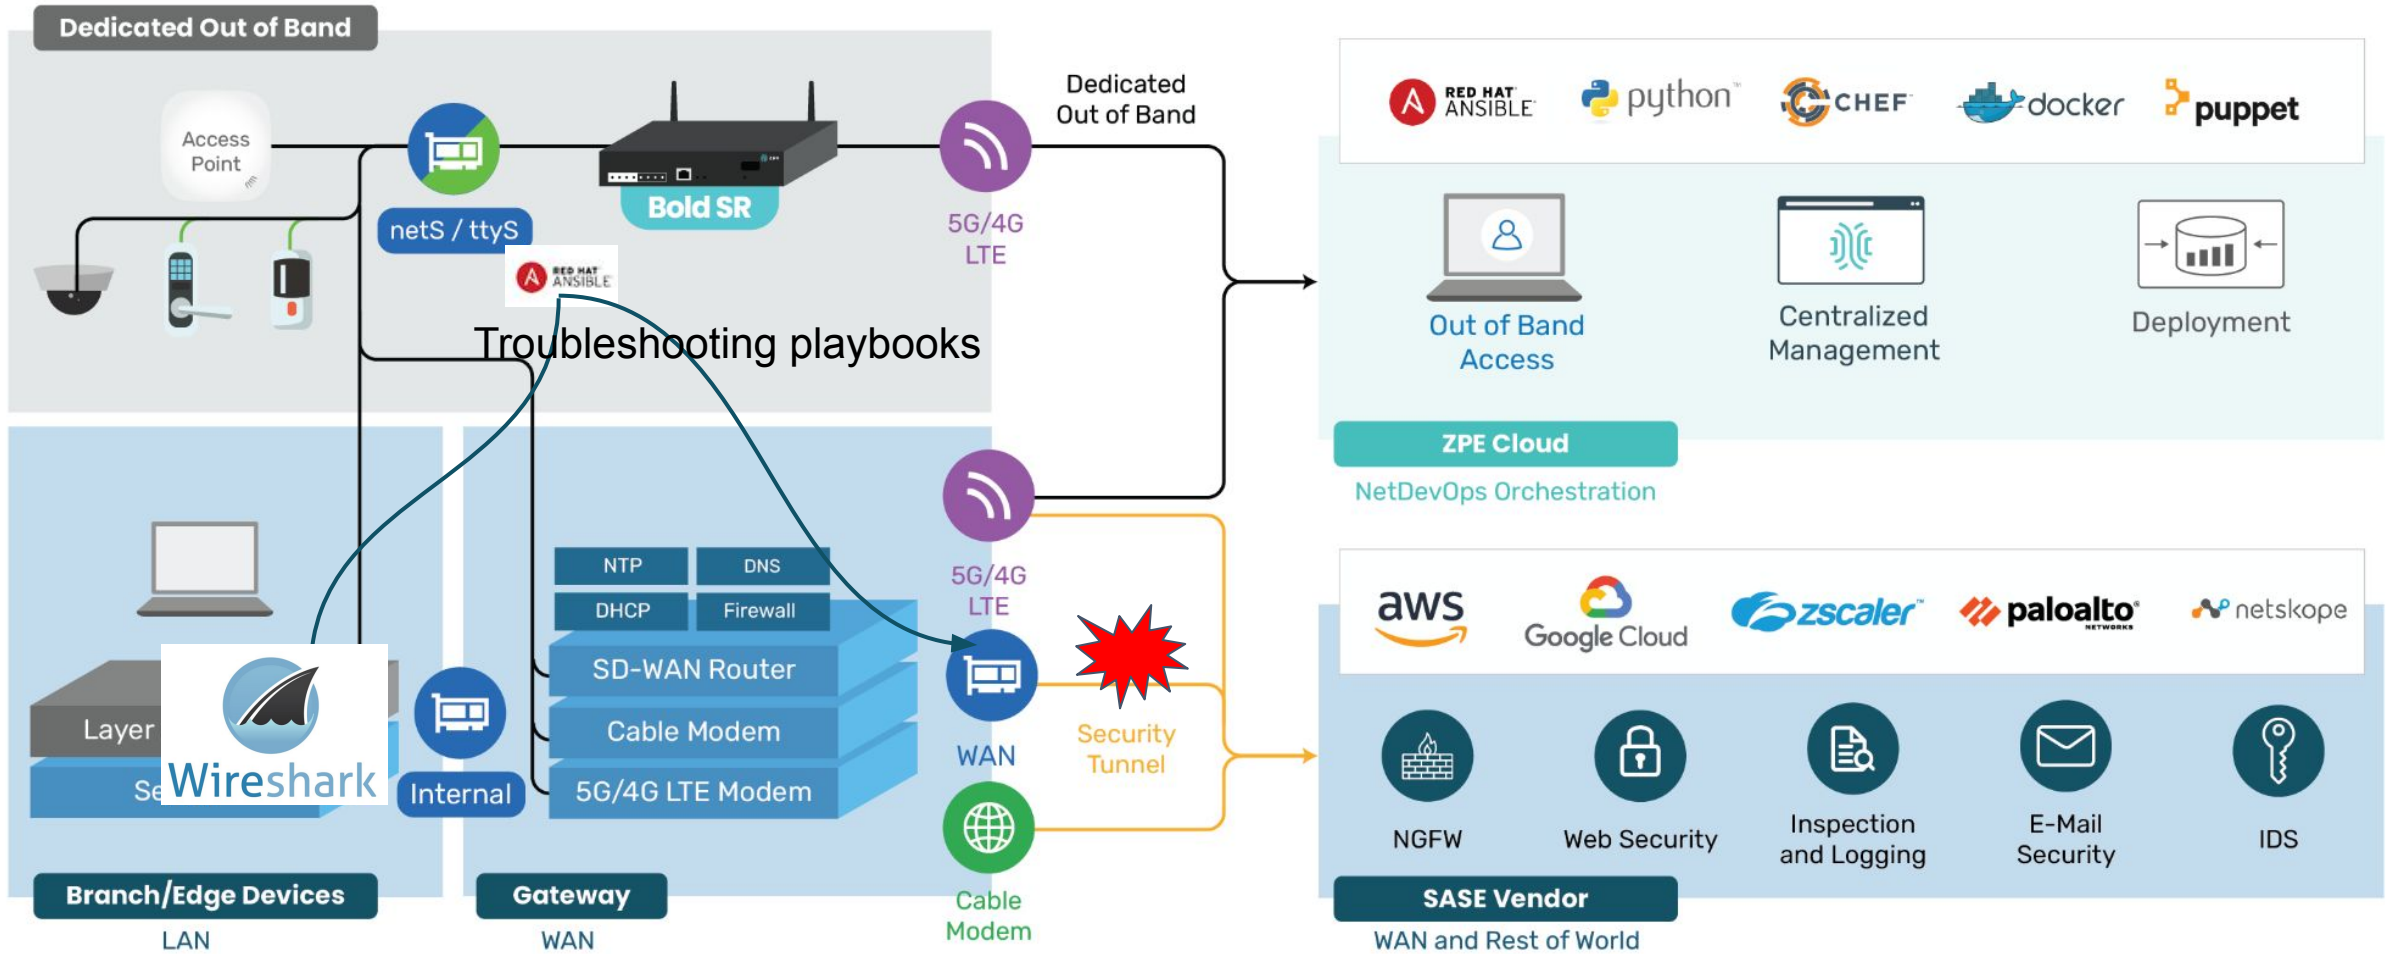 Dedicated Out of Band
Access
Point
netS / ttyS
Bold SR
5G/4G
LTE
Dedicated
Out of Band
RED HAT
ANSIBLE
Troubleshooting playbooks
RED HAT
ANSIBLE
python™
CHEF
docker
puppet
Out of Band
Access
Centralized
Management
Deployment
ZPE Cloud
NetDevOps Orchestration
Layer
Se
Wireshark
Internal
Branch/Edge Devices
LAN
NTP
DNS
DHCP
Firewall
SD-WAN Router
Cable Modem
5G/4G LTE Modem
Gateway
WAN
5G/4G
LTE
WAN
Cable
Modem
Security
Tunnel
aws
Google Cloud
zscaler™
paloalto®
NETWORKS
netskope
NGFW
Web Security
Inspection
and Logging
E-Mail
Security
IDS
SASE Vendor
WAN and Rest of World